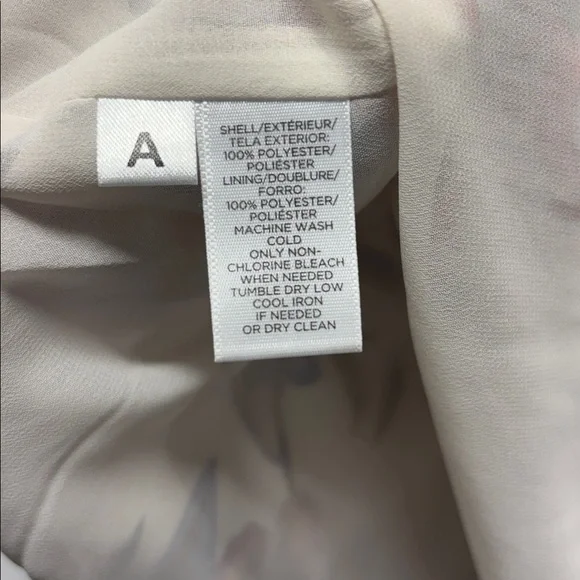 A
SHELL/EXTÉRIEUR/
TELA EXTERIOR:
100% POLYESTER/
POLIÉSTER
LINING/DOUBLURE/
FORRO:
100% POLYESTER/
POLIÉSTER
MACHINE WASH
COLD
ONLY NON-
CHLORINE BLEACH
WHEN NEEDED
TUMBLE DRY LOW
COOL IRON
IF NEEDED
OR DRY CLEAN